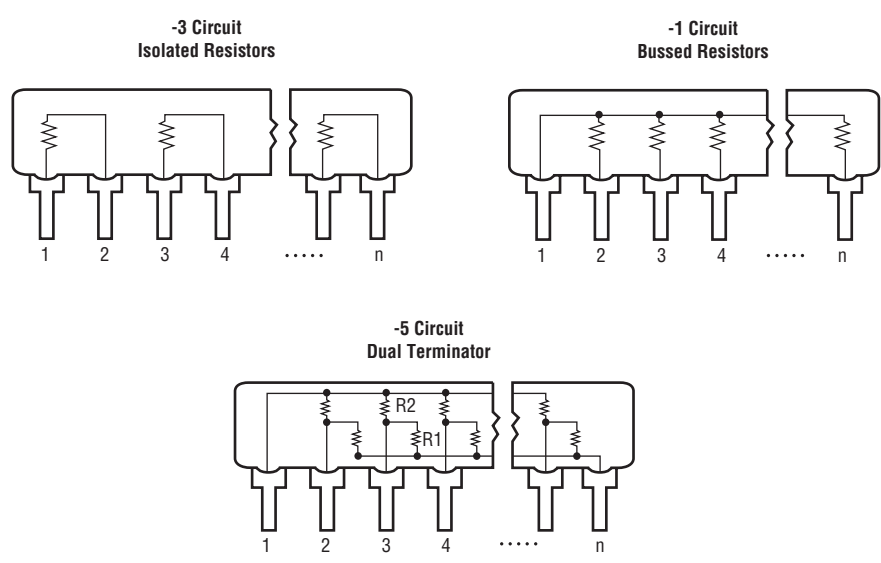 -3 Circuit
Isolated Resistors
1 2 3 4 ..... n
-1 Circuit
Bussed Resistors
1 2 3 4 ..... n
-5 Circuit
Dual Terminator
R2
R1
1 2 3 4 ..... n